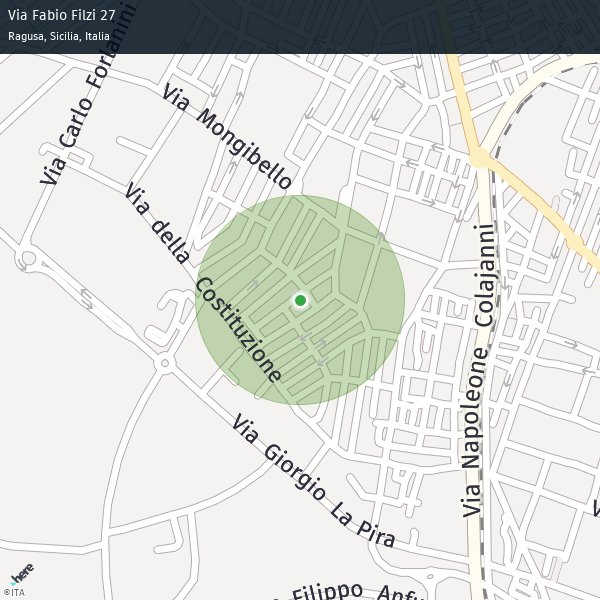 Via Fabio Filzi 27
Ragusa, Sicilia, Italia
Via Carlo Forlanini
Via Mongibello
Via della Costituzione
Via Napoleone Colajanni
Via Giorgio La Pira
Filippo Anfu
V
here
©ITA